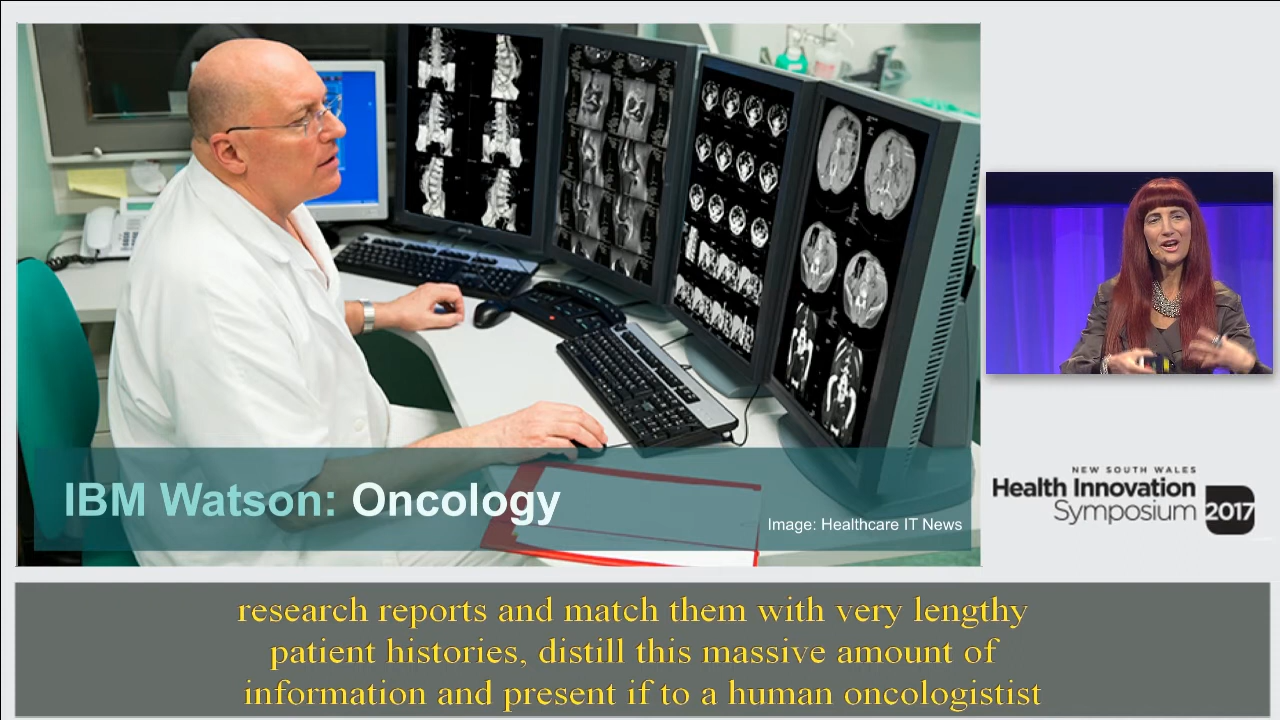 IBM Watson: Oncology
Image: Healthcare IT News
NEW SOUTH WALES
Health Innovation
Symposium 2017
research reports and match them with very lengthy
patient histories, distill this massive amount of
information and present if to a human oncologistist